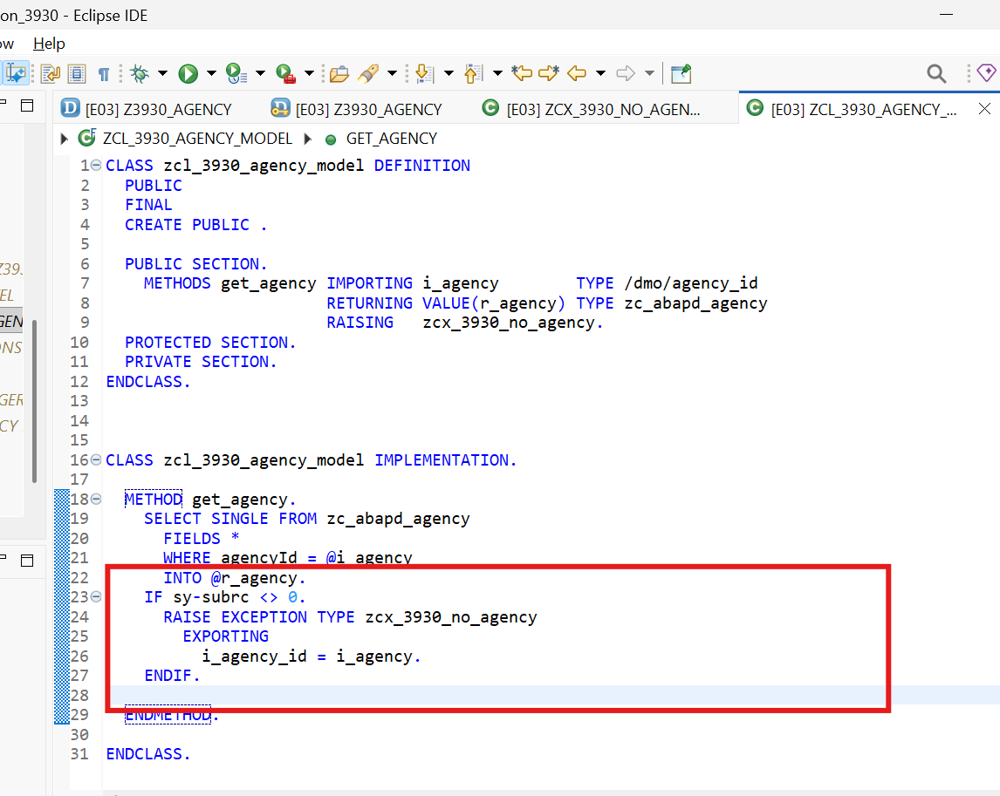 on_3930 - Eclipse IDE
ow Help
[E03] Z3930_AGENCY [E03] Z3930_AGENCY [E03] ZCX_3930_NO_AGEN... [E03] ZCL_3930_AGENCY_...
ZCL_3930_AGENCY_MODEL GET_AGENCY
Z39.
EL
GEN
ONS
GER
CY
1 CLASS zcl_3930_agency_model DEFINITION
2 PUBLIC
3 FINAL
4 CREATE PUBLIC .
5
6 PUBLIC SECTION.
7 METHODS get_agency IMPORTING i_agency TYPE /dmo/agency_id
8 RETURNING VALUE(r_agency) TYPE zc_abapd_agency
9 RAISING zcx_3930_no_agency.
10 PROTECTED SECTION.
11 PRIVATE SECTION.
12 ENDCLASS.
13
14
15
16 CLASS zcl_3930_agency_model IMPLEMENTATION.
17
18 METHOD get_agency.
19 SELECT SINGLE FROM zc_abapd_agency
20 FIELDS *
21 WHERE agencyId = @i_agency
22 INTO @r_agency.
23 IF sy-subrc <> 0.
24 RAISE EXCEPTION TYPE zcx_3930_no_agency
25 EXPORTING
26 i_agency_id = i_agency.
27 ENDIF.
28
29 ENDMETHOD.
30
31 ENDCLASS.